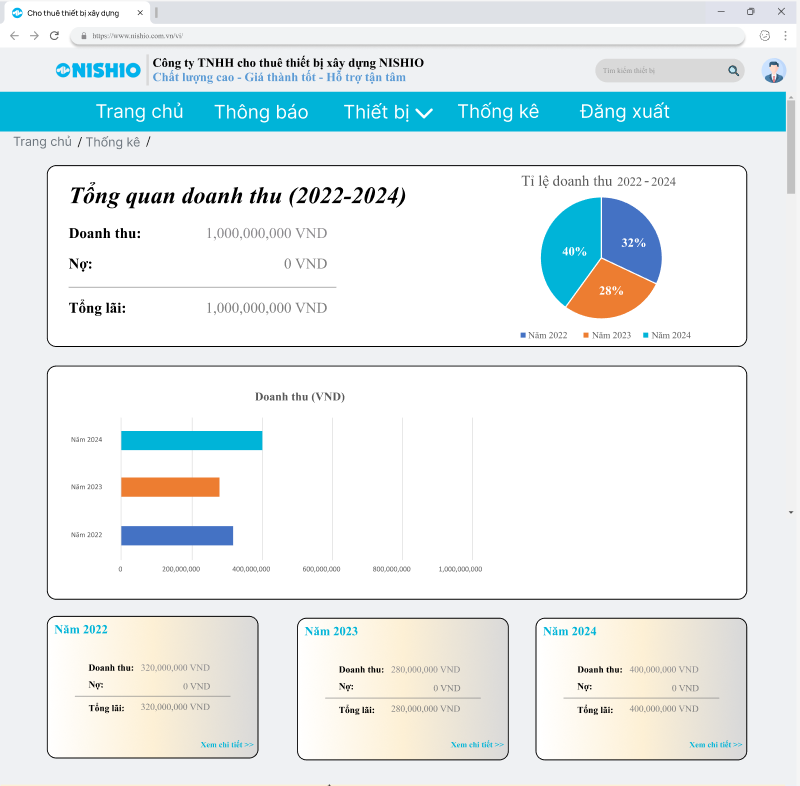 Cho thuê thiết bị xây dựng
https://www.nishio.com.vn/vi/
NISHIO
Công ty TNHH cho thuê thiết bị xây dựng NISHIO
Chất lượng cao - Giá thành tốt - Hỗ trợ tận tâm
Tìm kiếm thiết bị
Trang chủ Thông báo Thiết bị Thống kê Đăng xuất
Trang chủ / Thống kê /
Tổng quan doanh thu (2022-2024)
Doanh thu: 1,000,000,000 VND
Nợ: 0 VND
Tổng lãi: 1,000,000,000 VND
Tỉ lệ doanh thu 2022 - 2024
40% 32%
28%
Năm 2022 Năm 2023 Năm 2024
Doanh thu (VND)
Năm 2024
Năm 2023
Năm 2022
0 200,000,000 400,000,000 600,000,000 800,000,000 1,000,000,000
Năm 2022
Doanh thu: 320,000,000 VND
Nợ: 0 VND
Tổng lãi: 320,000,000 VND
Xem chi tiết >>
Năm 2023
Doanh thu: 280,000,000 VND
Nợ: 0 VND
Tổng lãi: 280,000,000 VND
Xem chi tiết >>
Năm 2024
Doanh thu: 400,000,000 VND
Nợ: 0 VND
Tổng lãi: 400,000,000 VND
Xem chi tiết >>